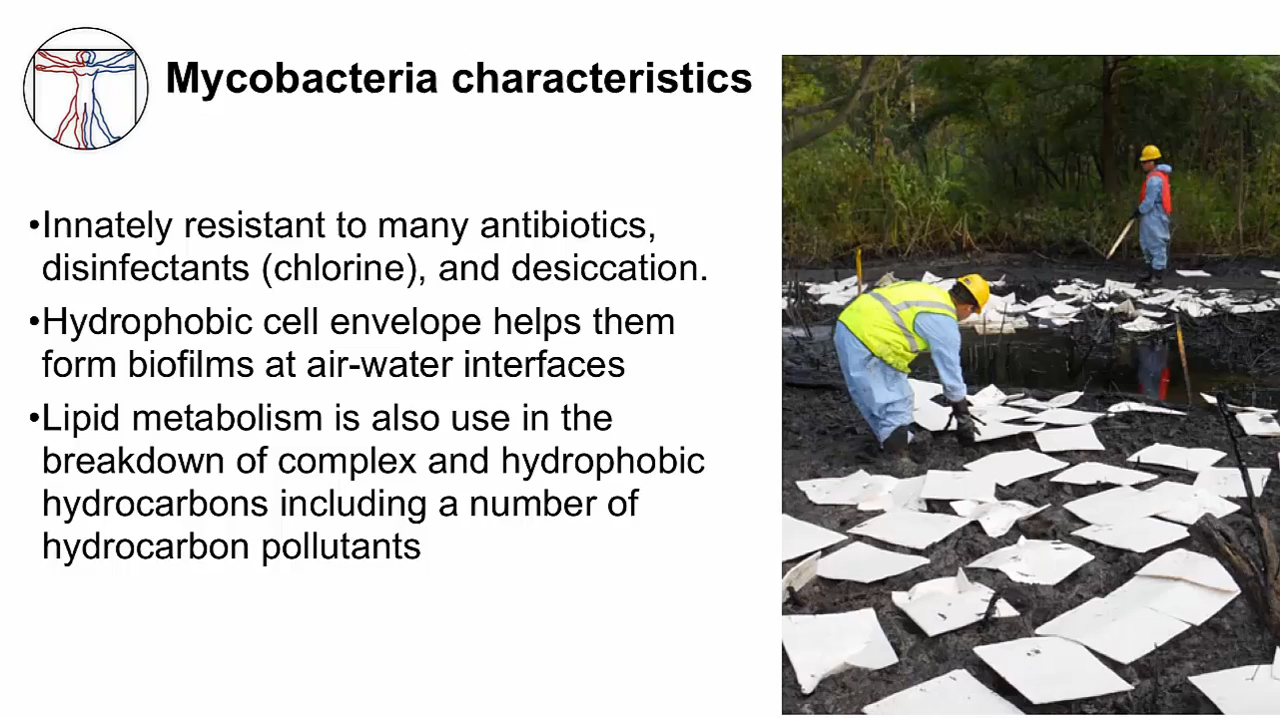 Mycobacteria characteristics
•Innately resistant to many antibiotics,
disinfectants (chlorine), and desiccation.
•Hydrophobic cell envelope helps them
form biofilms at air-water interfaces
•Lipid metabolism is also use in the
breakdown of complex and hydrophobic
hydrocarbons including a number of
hydrocarbon pollutants